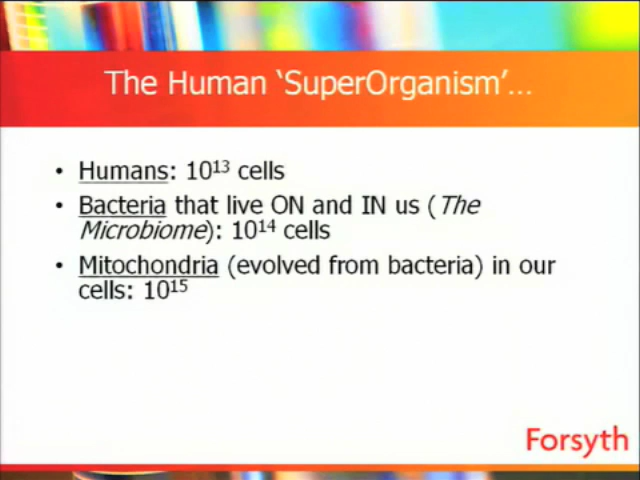 The Human ‘SuperOrganism’…
• Humans: 10¹³ cells
• Bacteria that live ON and IN us (The
Microbiome): 10¹⁴ cells
• Mitochondria (evolved from bacteria) in our
cells: 10¹⁵
Forsyth